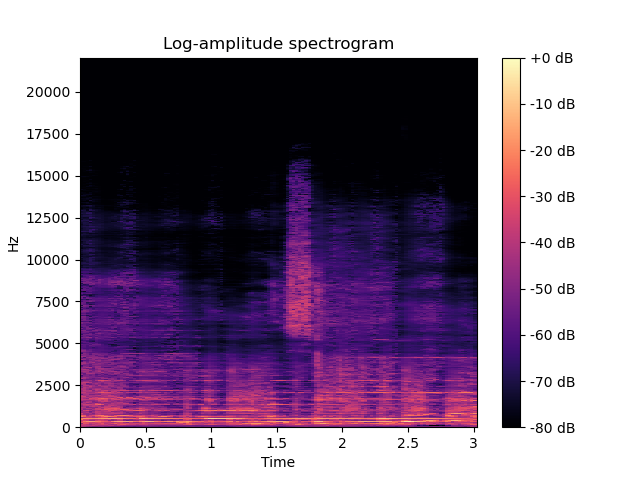 Log-amplitude spectrogram
Hz
20000
17500
15000
12500
10000
7500
5000
2500
0
0 0.5 1 1.5 2 2.5 3
Time
+0 dB
-10 dB
-20 dB
-30 dB
-40 dB
-50 dB
-60 dB
-70 dB
-80 dB